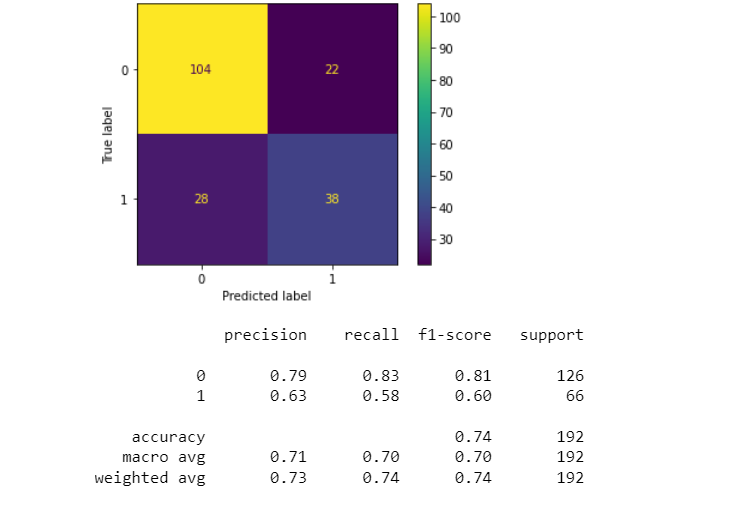 100
90
0 104 22
80
True label
70
60
50
1 28 38
40
30
0 1
Predicted label
precision recall f1-score support
0 0.79 0.83 0.81 126
1 0.63 0.58 0.60 66
accuracy 0.74 192
macro avg 0.71 0.70 0.70 192
weighted avg 0.73 0.74 0.74 192